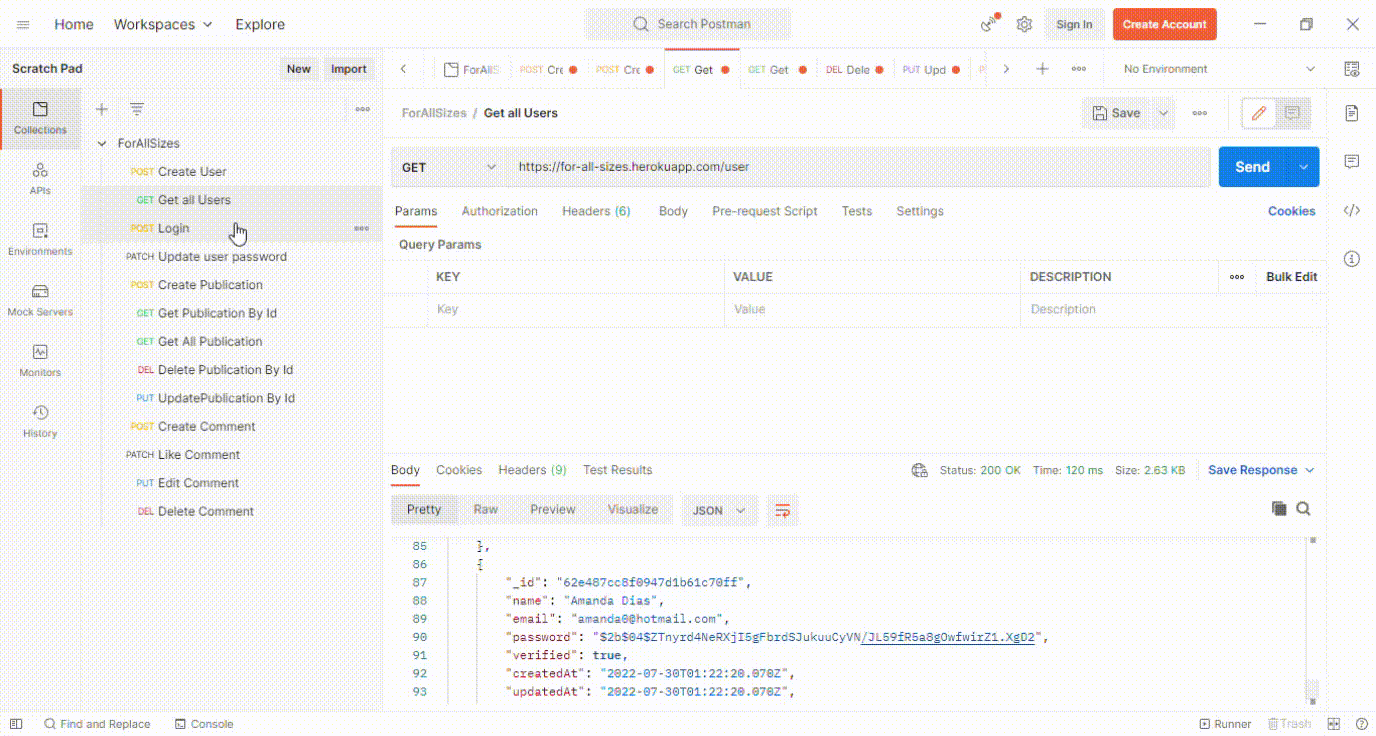 Home Workspaces Explore Search Postman Sign In Create Account
Scratch Pad New Import
ForAllS POST Cre POST Cre GET Get GET Get DEL Dele PUT Upd No Environment
Collections
APIs
Environments
Mock Servers
Monitors
History
ForAllSizes
POST Create User
GET Get all Users
POST Login
PATCH Update user password
POST Create Publication
GET Get Publication By Id
GET Get All Publication
DEL Delete Publication By Id
PUT UpdatePublication By Id
POST Create Comment
PATCH Like Comment
PUT Edit Comment
DEL Delete Comment
ForAllSizes / Get all Users Save
GET https://for-all-sizes.herokuapp.com/user Send
Params Authorization Headers (6) Body Pre-request Script Tests Settings Cookies
Query Params
KEY VALUE DESCRIPTION Bulk Edit
Key Value Description
Body Cookies Headers (9) Test Results Status: 200 OK Time: 120 ms Size: 2.63 KB Save Response
Pretty Raw Preview Visualize JSON
85 },
86 {
87 "_id": "62e487cc8f0947d1b61c70ff",
88 "name": "Amanda Dias",
89 "email": "amanda0@hotmail.com",
90 "password": "$2b$04$ZTnyrd4NeRXjI5gFbrdSJukuuCyVN/JL59fR5a8gOwfwirZ1.XgD2",
91 "verified": true,
92 "createdAt": "2022-07-30T01:22:20.070Z",
93 "updatedAt": "2022-07-30T01:22:20.070Z",
Find and Replace Console Runner Trash